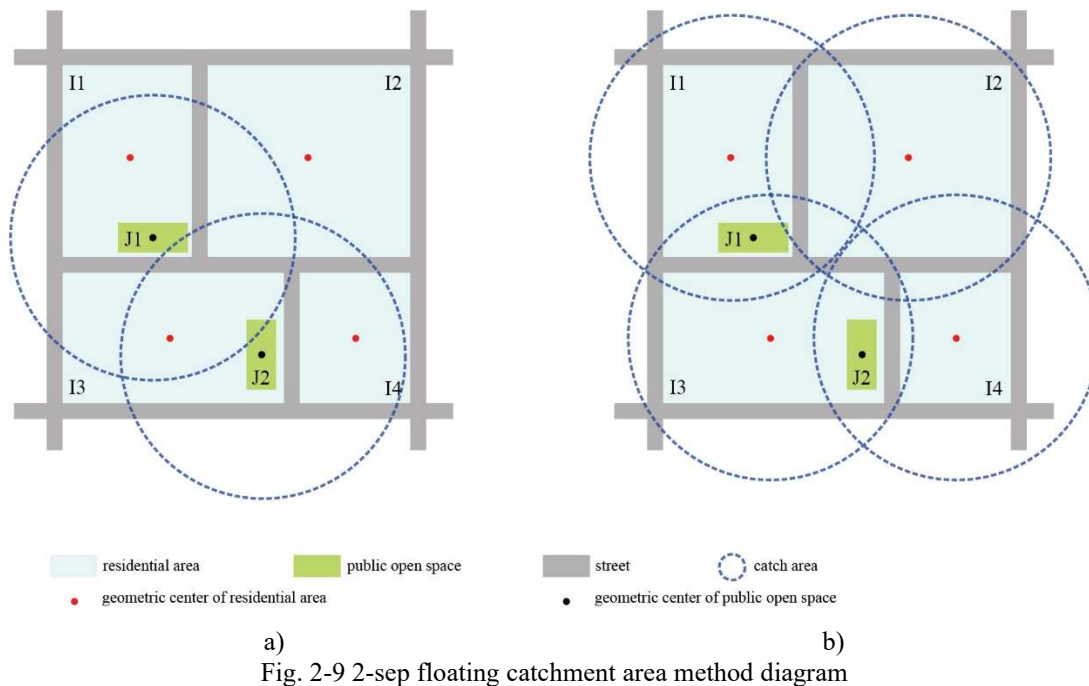 I1 I2 I1 I2
J1 J1
J2 J2
I3 I4 I3 I4
residential area public open space street catch area
geometric center of residential area geometric center of public open space
a) b)
Fig. 2-9 2-sep floating catchment area method diagram